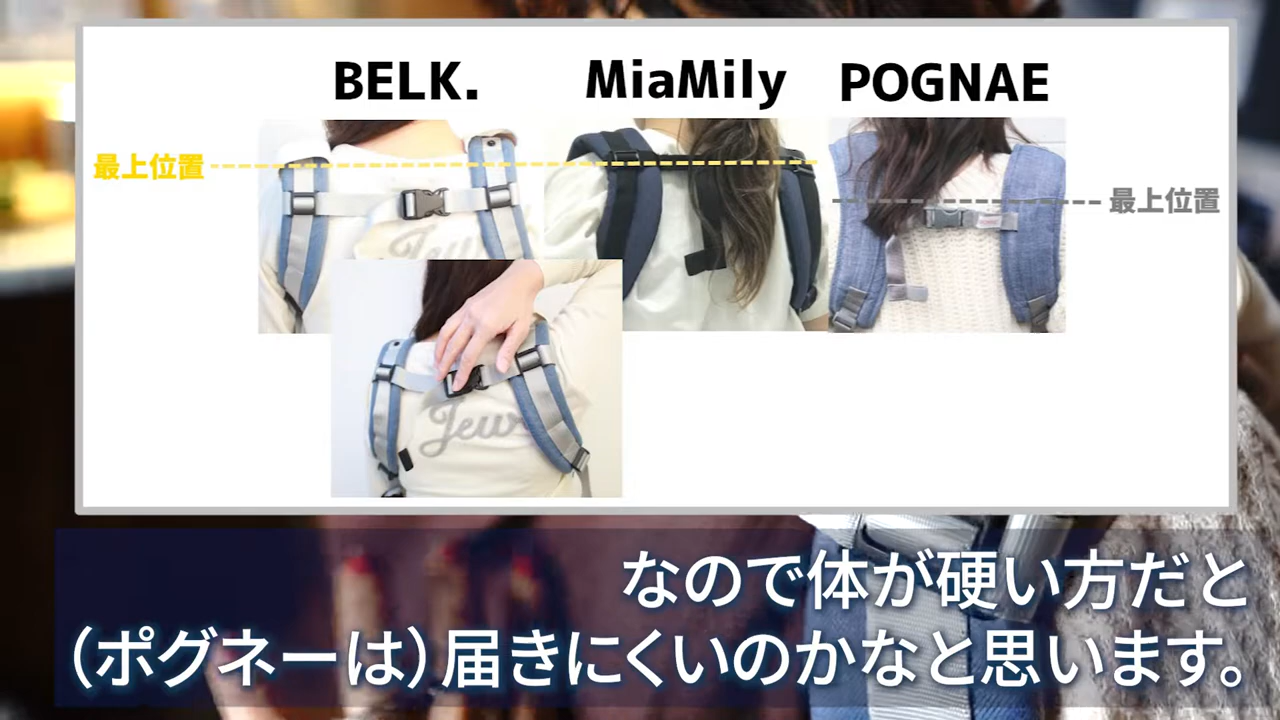 BELK.
MiaMily
POGNAE
最上位置
最上位置
Jew
なので体が硬い方だと
（ポグネーは）届きにくいのかなと思います。